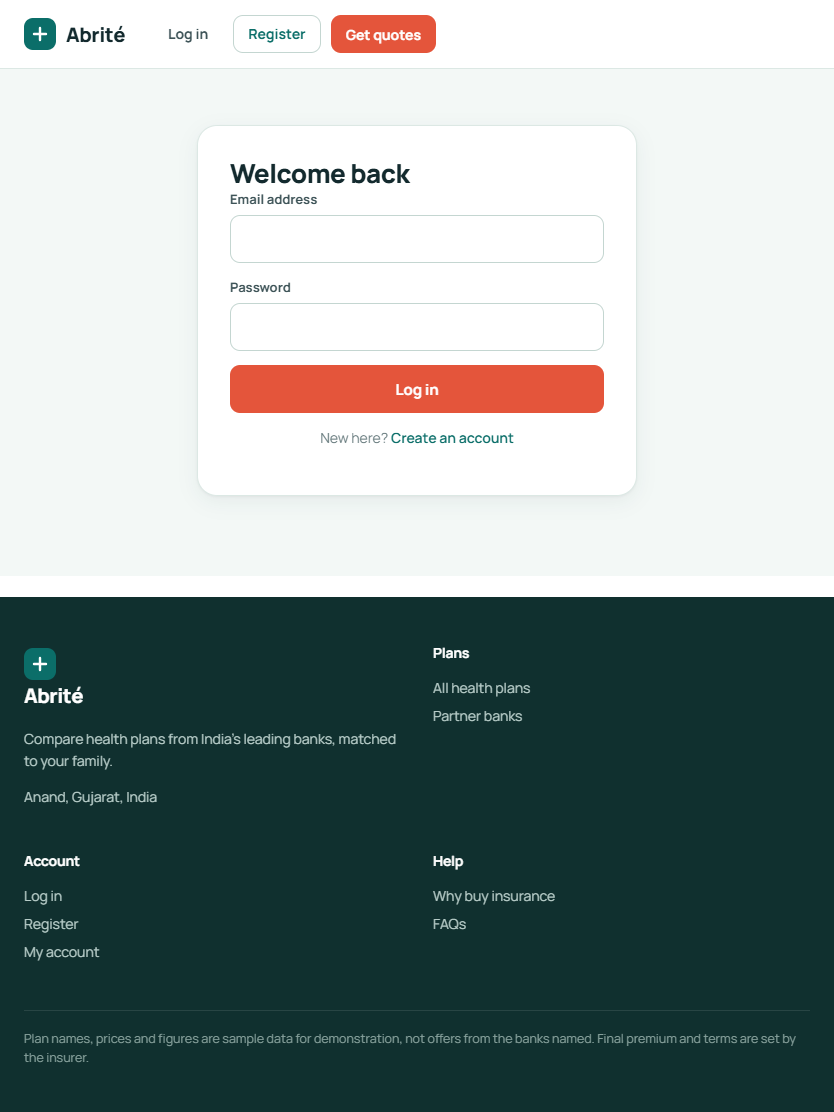 Abrité
Log in
Register
Get quotes
Welcome back
Email address
Password
Log in
New here? Create an account
Abrité
Compare health plans from India's leading banks, matched
to your family.
Anand, Gujarat, India
Plans
All health plans
Partner banks
Account
Log in
Register
My account
Help
Why buy insurance
FAQs
Plan names, prices and figures are sample data for demonstration, not offers from the banks named. Final premium and terms are set by
the insurer.